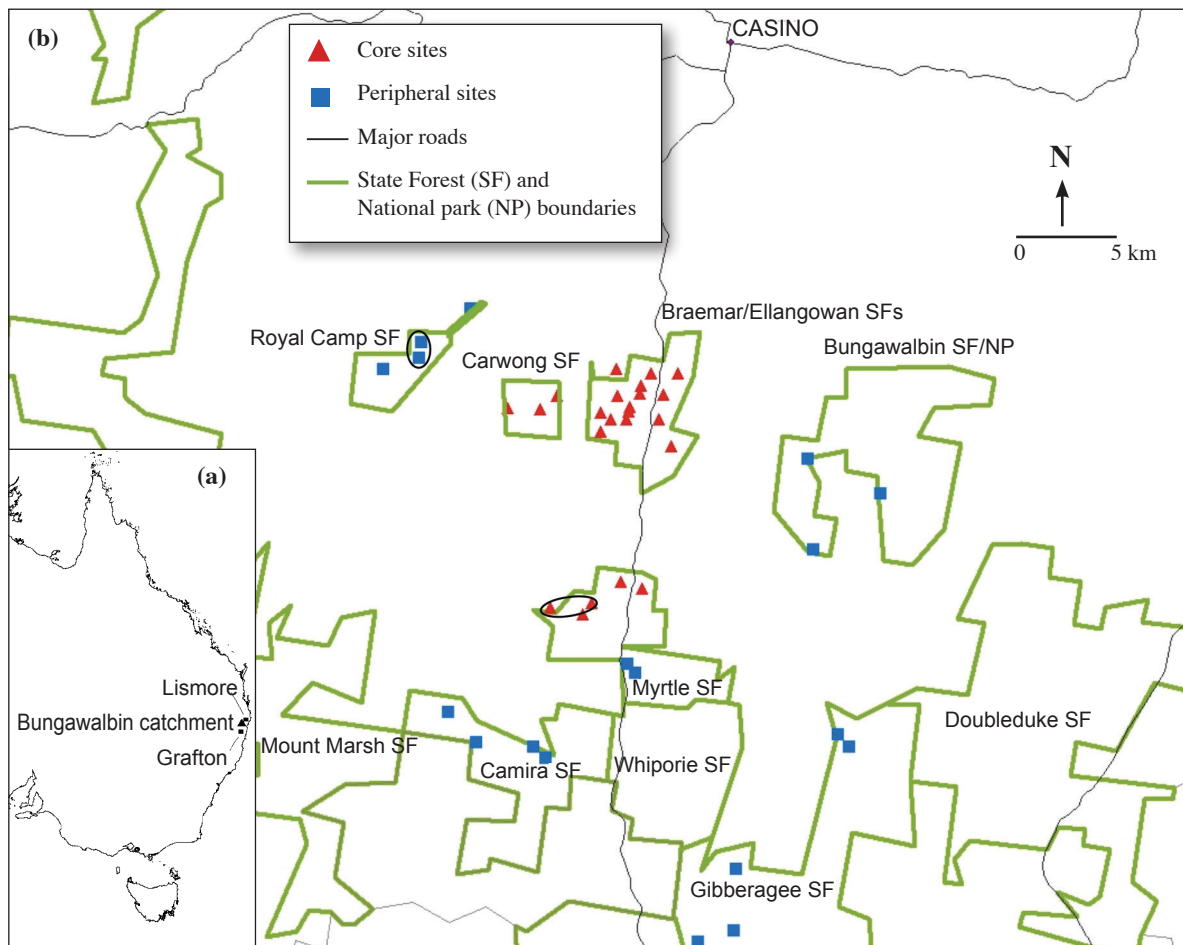 (b)
CASINO
Core sites
Peripheral sites
Major roads
State Forest (SF) and
National park (NP) boundaries
N
0 5 km
Braemar/Ellangowan SFs
Royal Camp SF
Carwong SF
Bungawalbin SF/NP
(a)
Lismore
Bungawalbin catchment
Grafton
Myrtle SF
Doubleduke SF
Mount Marsh SF
Camira SF
Whiporie SF
Gibberagee SF